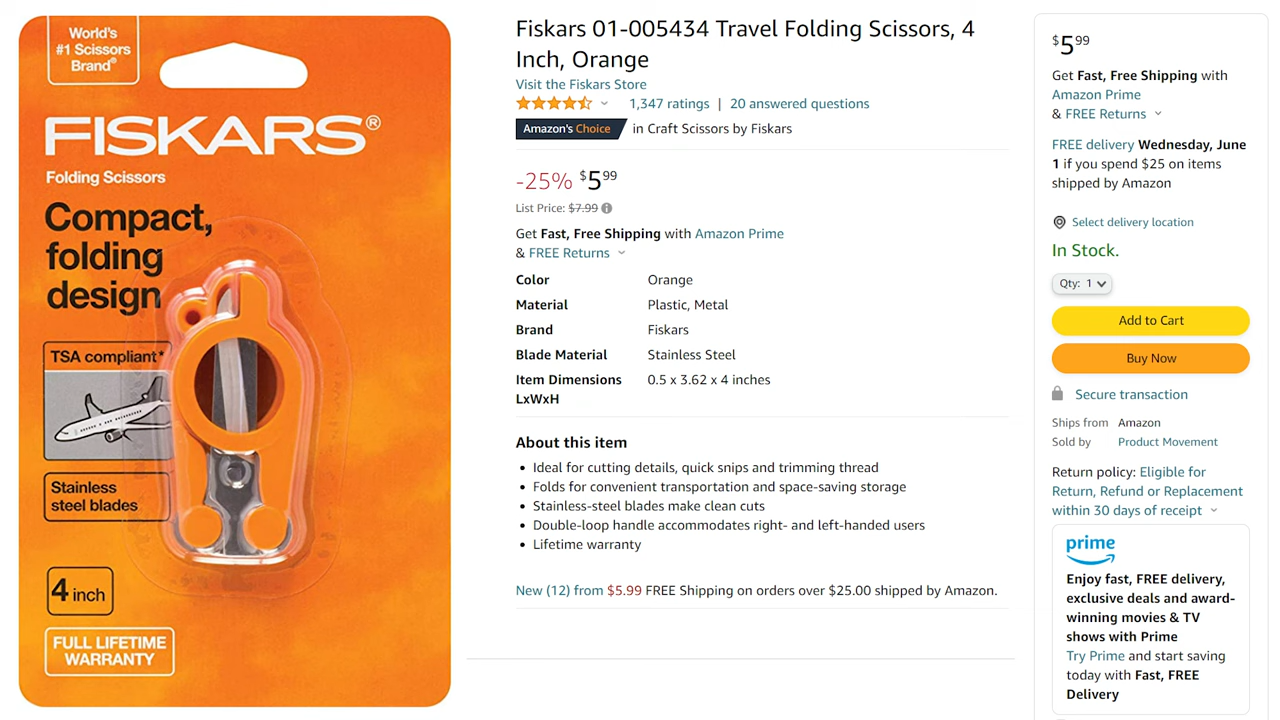 World's
#1 Scissors
Brand®
FISKARS®
Folding Scissors
Compact,
folding
design
TSA compliant*
Stainless
steel blades
4 inch
FULL LIFETIME
WARRANTY
Fiskars 01-005434 Travel Folding Scissors, 4
Inch, Orange
Visit the Fiskars Store
1,347 ratings | 20 answered questions
Amazon's Choice in Craft Scissors by Fiskars
-25% $599
List Price: $7.99
Get Fast, Free Shipping with Amazon Prime
& FREE Returns
Color Orange
Material Plastic, Metal
Brand Fiskars
Blade Material Stainless Steel
Item Dimensions 0.5 x 3.62 x 4 inches
LxWxH
About this item
• Ideal for cutting details, quick snips and trimming thread
• Folds for convenient transportation and space-saving storage
• Stainless-steel blades make clean cuts
• Double-loop handle accommodates right- and left-handed users
• Lifetime warranty
New (12) from $5.99 FREE Shipping on orders over $25.00 shipped by Amazon.
$599
Get Fast, Free Shipping with
Amazon Prime
& FREE Returns
FREE delivery Wednesday, June
1 if you spend $25 on items
shipped by Amazon
Select delivery location
In Stock.
Qty: 1
Add to Cart
Buy Now
Secure transaction
Ships from Amazon
Sold by Product Movement
Return policy: Eligible for
Return, Refund or Replacement
within 30 days of receipt
prime
Enjoy fast, FREE delivery,
exclusive deals and award-
winning movies & TV
shows with Prime
Try Prime and start saving
today with Fast, FREE
Delivery